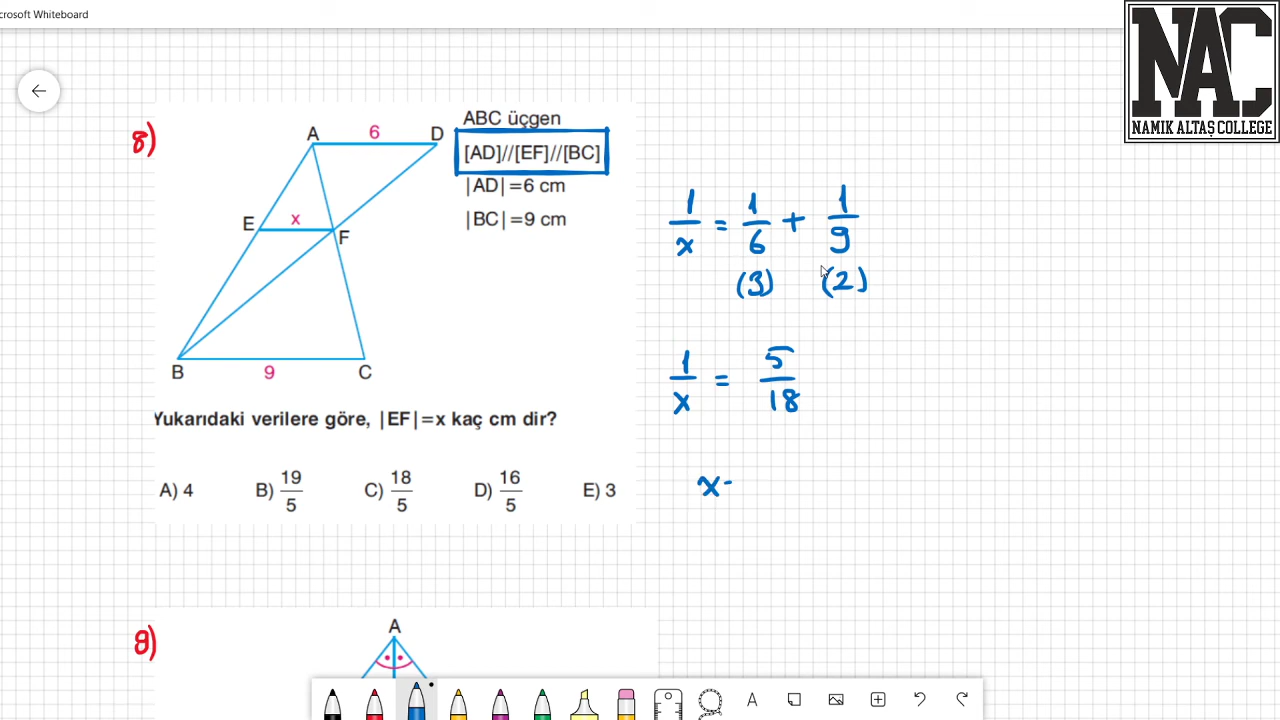 crosoft Whiteboard
NAC
NAMIK ALTAŞ COLLEGE
8)
A 6 D
E x F
B 9 C
ABC üçgen
[AD]//[EF]//[BC]
|AD|=6 cm
|BC|=9 cm
Yukarıdaki verilere göre, |EF|=x kaç cm dir?
A) 4 B) 19/5 C) 18/5 D) 16/5 E) 3
1/x = 1/6 + 1/9
(3) (2)
1/x = 5/18
x-
9)
A
A